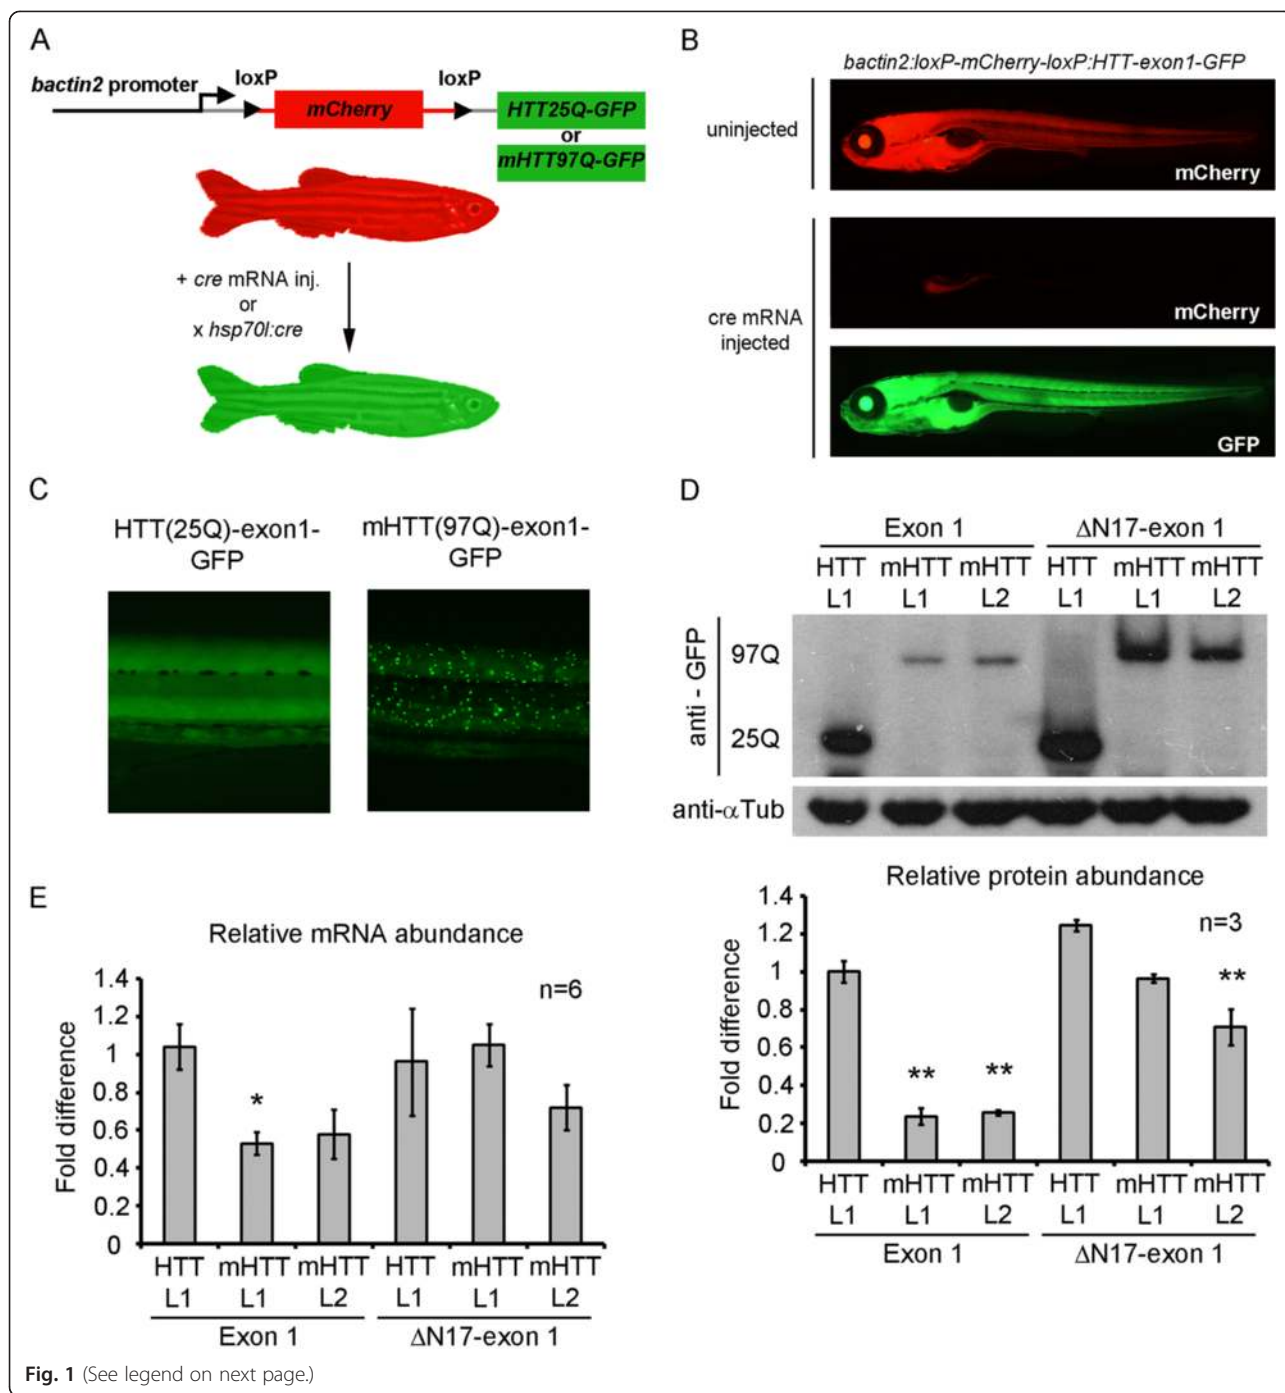 A
bactin2 promoter
loxP
mCherry
loxP
HTT25Q-GFP
or
mHTT97Q-GFP
+ cre mRNA inj.
or
x hsp70l:cre
B
bactin2:loxP-mCherry-loxP:HTT-exon1-GFP
uninjected
mCherry
cre mRNA
injected
mCherry
GFP
C
HTT(25Q)-exon1-
GFP
mHTT(97Q)-exon1-
GFP
D
Exon 1
ΔN17-exon 1
HTT mHTT mHTT HTT mHTT mHTT
L1 L1 L2 L1 L1 L2
anti - GFP
97Q
25Q
anti-αTub
Relative protein abundance
n=3
Fold difference
1.4
1.2
1
0.8
0.6
0.4
0.2
0
** ** **
HTT mHTT mHTT HTT mHTT mHTT
L1 L1 L2 L1 L1 L2
Exon 1
ΔN17-exon 1
E
Relative mRNA abundance
n=6
Fold difference
1.4
1.2
1
0.8
0.6
0.4
0.2
0
*
HTT mHTT mHTT HTT mHTT mHTT
L1 L1 L2 L1 L1 L2
Exon 1
ΔN17-exon 1
Fig. 1 (See legend on next page.)